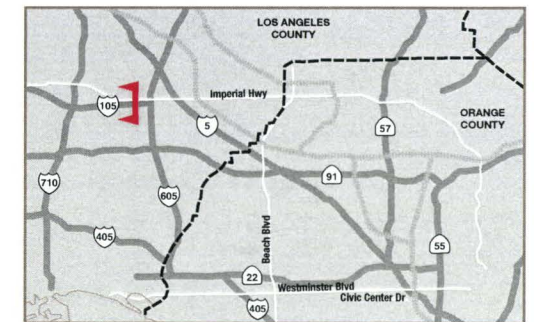 LOS ANGELES
COUNTY
Imperial Hwy
105
5
57
ORANGE
COUNTY
710
605
91
405
Beach Blvd
55
22
Westminster Blvd
405
Civic Center Dr